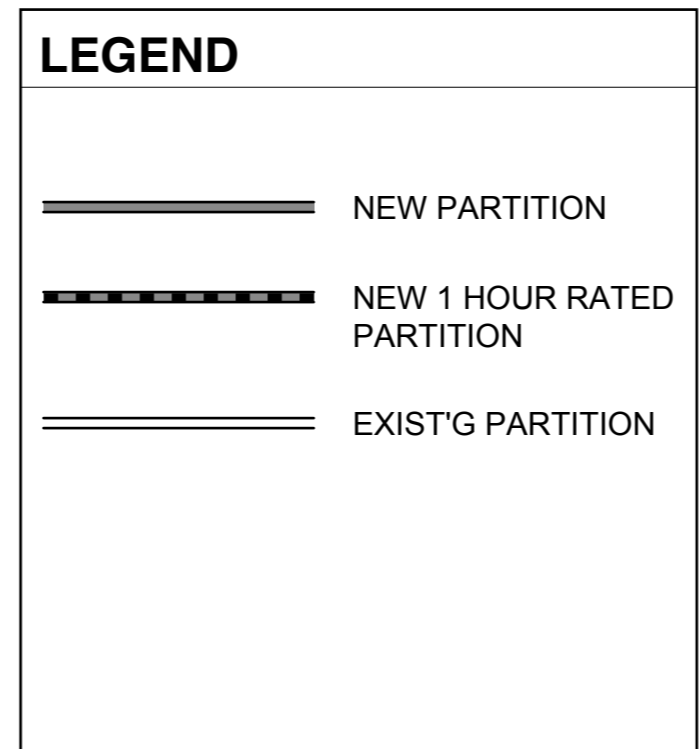 LEGEND
NEW PARTITION
NEW 1 HOUR RATED
PARTITION
EXIST'G PARTITION